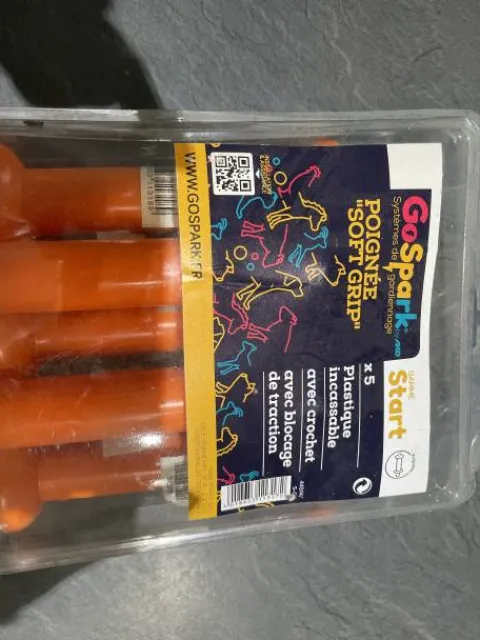 GoSpark
Systèmes de
gardiennage
GAMME
Start
POIGNÉE
"SOFT GRIP"
x 5
Plastique
incassable
avec crochet
avec blocage
de traction
WWW.GOSPARK.FR